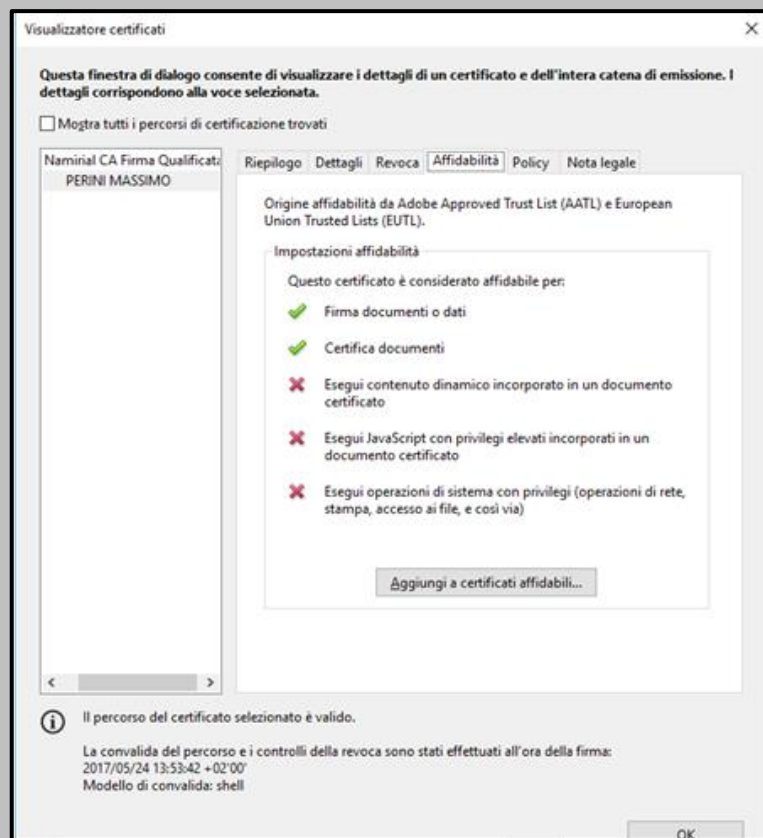 Visualizzatore certificati
Questa finestra di dialogo consente di visualizzare i dettagli di un certificato e dell'intera catena di emissione. I
dettagli corrispondono alla voce selezionata.
Mostra tutti i percorsi di certificazione trovati
Namirial CA Firma Qualificata
PERINI MASSIMO
Riepilogo Dettagli Revoca Affidabilità Policy Nota legale
Origine affidabilità da Adobe Approved Trust List (AATL) e European
Union Trusted Lists (EUTL).
Impostazioni affidabilità
Questo certificato è considerato affidabile per:
Firma documenti o dati
Certifica documenti
Esegui contenuto dinamico incorporato in un documento
certificato
Esegui JavaScript con privilegi elevati incorporati in un
documento certificato
Esegui operazioni di sistema con privilegi (operazioni di rete,
stampa, accesso ai file, e così via)
Aggiungi a certificati affidabili...
Il percorso del certificato selezionato è valido.
La convalida del percorso e i controlli della revoca sono stati effettuati all'ora della firma:
2017/05/24 13:53:42 +02'00'
Modello di convalida: shell
OK